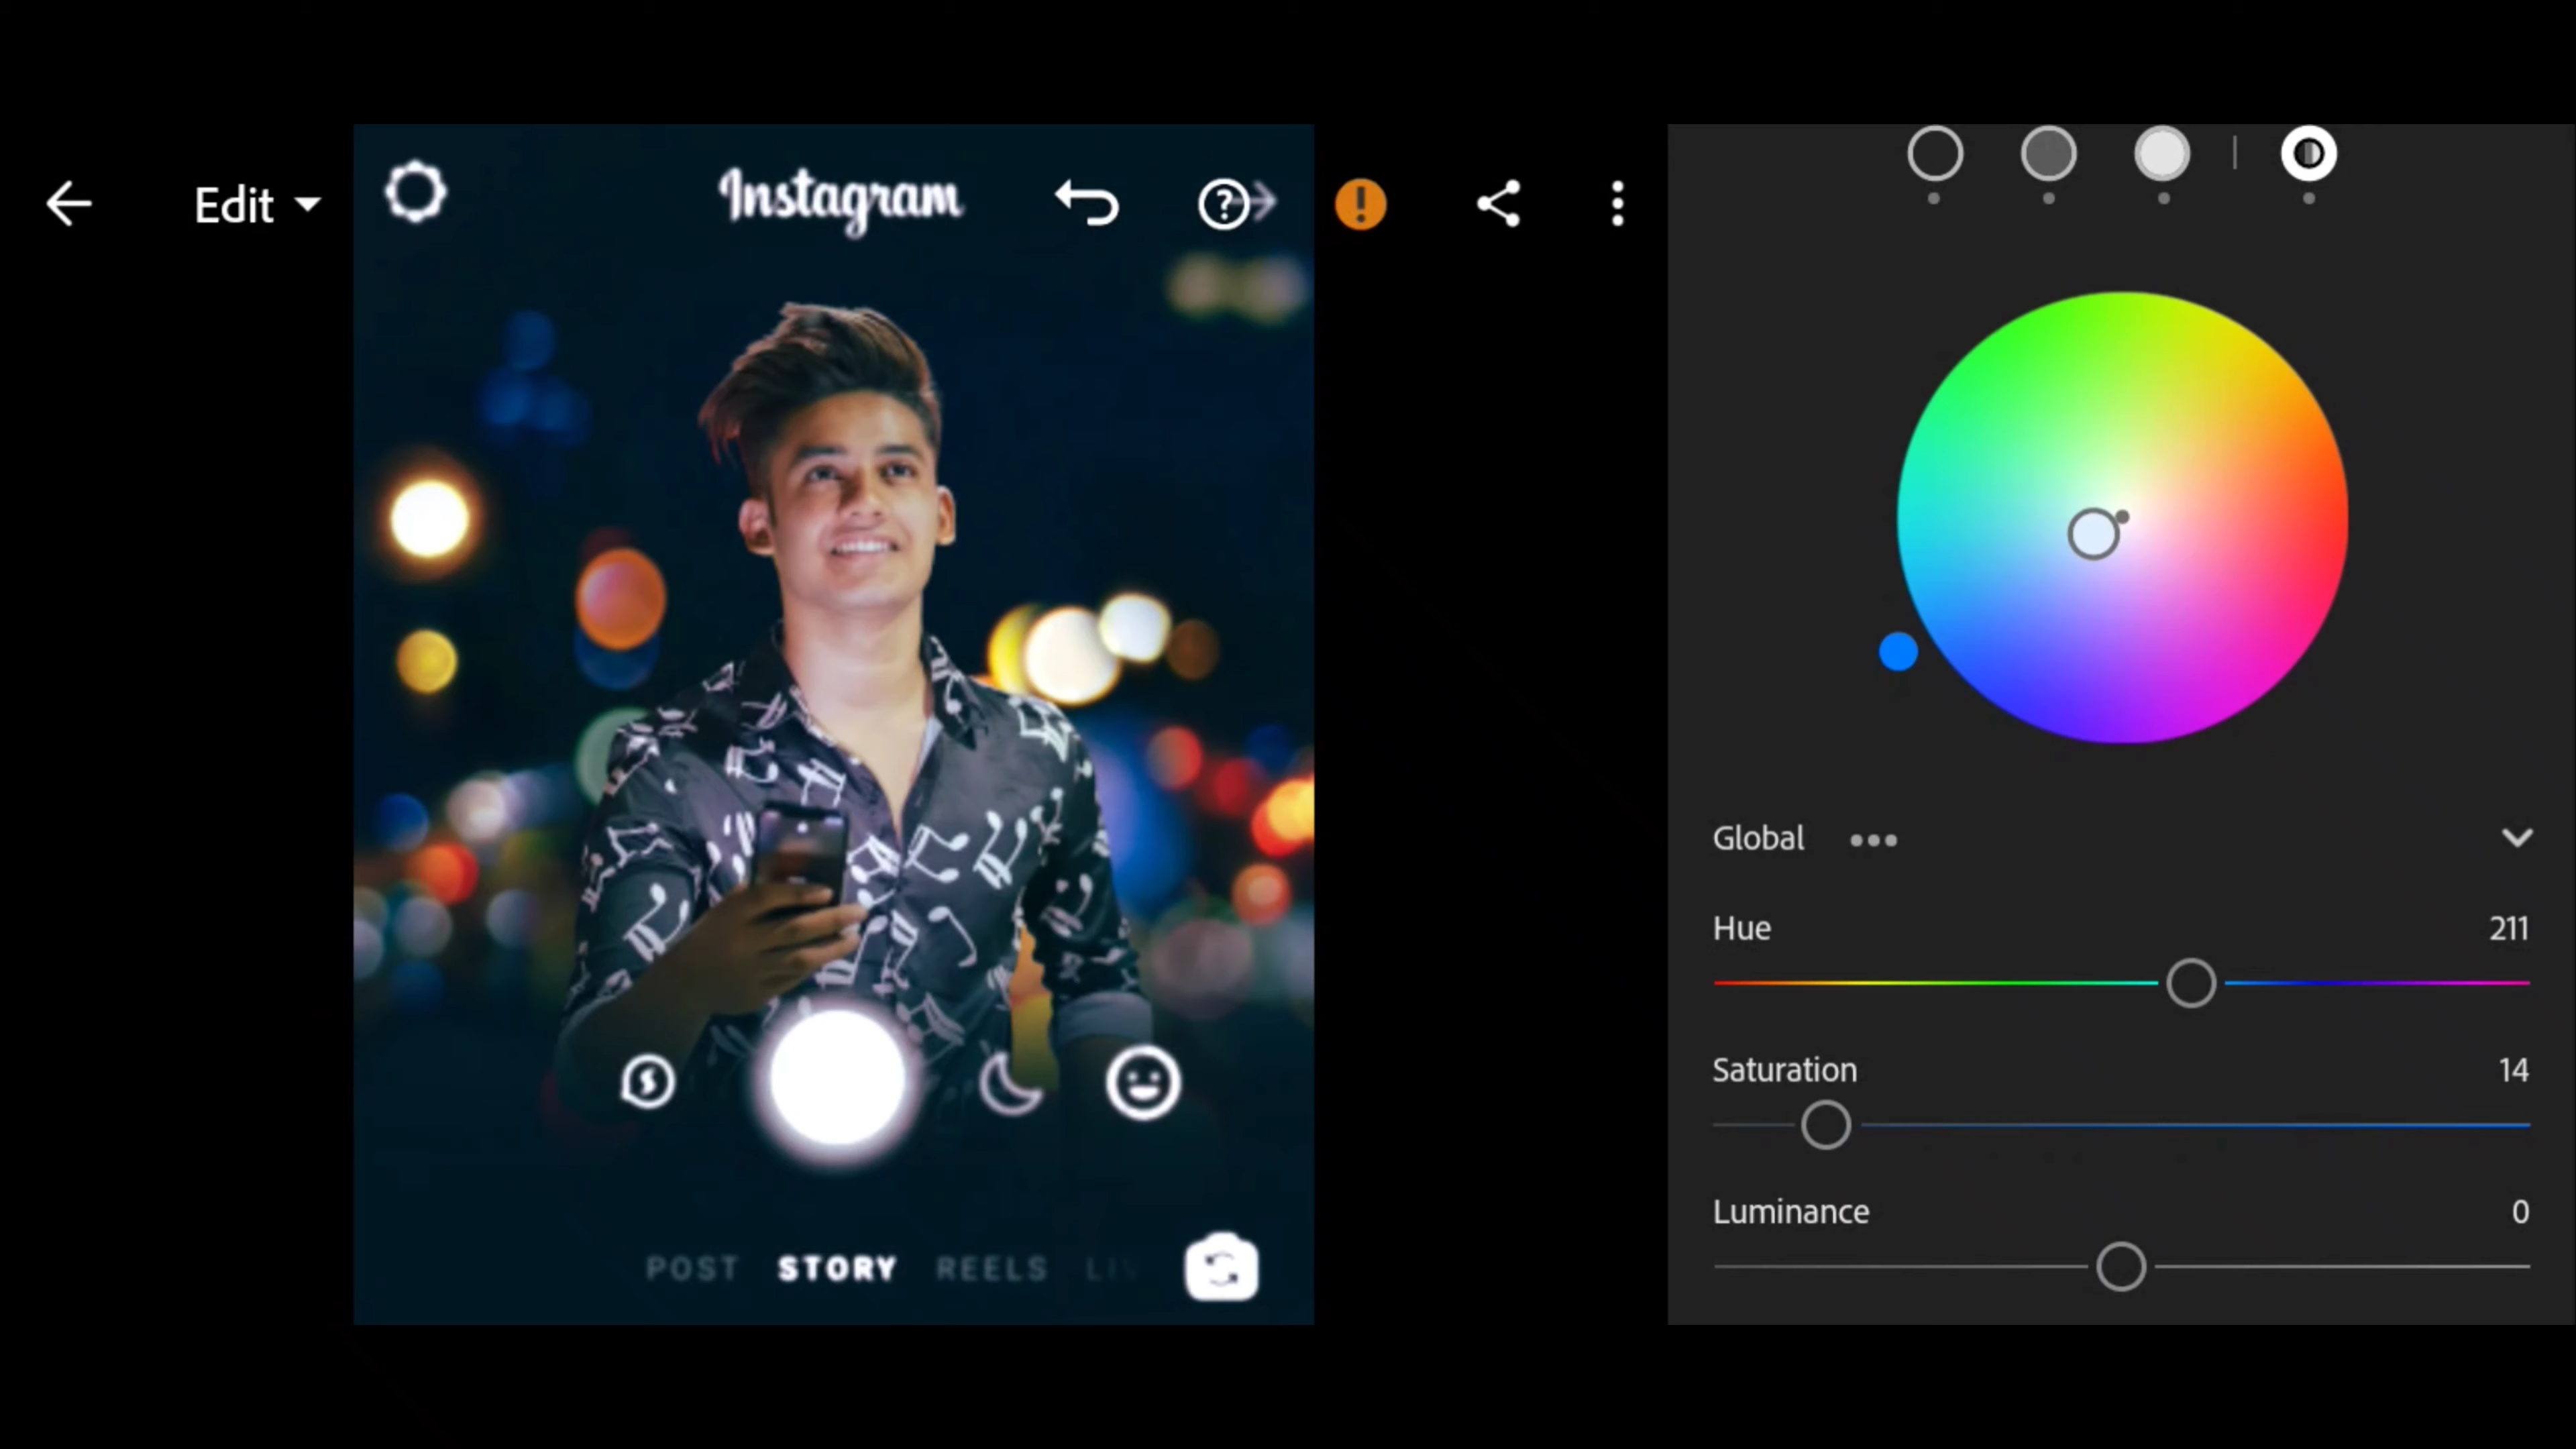 Edit
Instagram
Global
Hue 211
Saturation 14
Luminance 0
POST STORY REELS